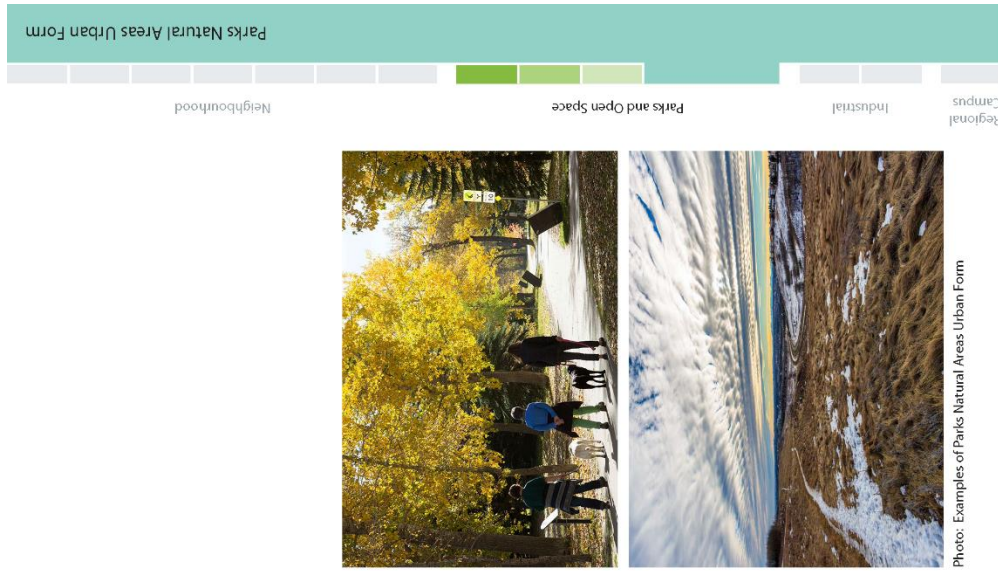 Parks Natural Areas Urban Form
Neighbourhood
Parks and Open Space
Industrial
Regional
Campus
Photo: Examples of Parks Natural Areas Urban Form